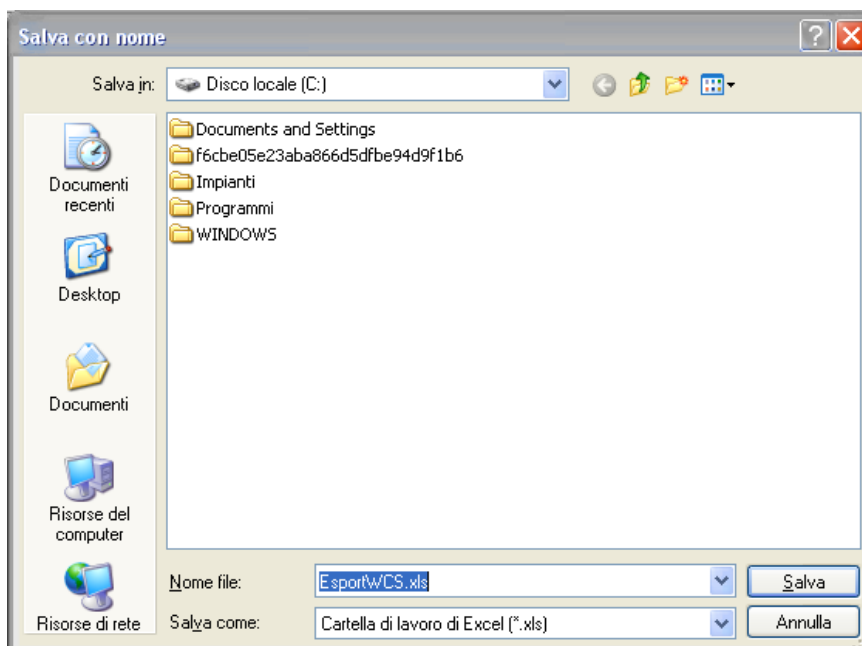 Salva con nome
Salva in:
Disco locale (C:)
Documents and Settings
f6cbe05e23aba866d5dfbe94d9f1b6
Impianti
Programmi
WINDOWS
Documenti
recenti
Desktop
Documenti
Risorse del
computer
Risorse di rete
Nome file:
EsportWCS.xls
Salva
Salva come:
Cartella di lavoro di Excel (*.xls)
Annulla